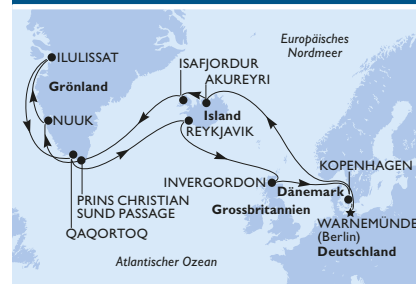 Europäisches
Nordmeer
ILULISSAT
ISAFJORDUR
AKUREYRI
Grönland
NUUK
Island
REYKJAVIK
KOPENHAGEN
INVERGORDON
Dänemark
PRINS CHRISTIAN
SUND PASSAGE
Grossbritannien
QAQORTOQ
WARNEMÜNDE
(Berlin)
Deutschland
Atlantischer Ozean